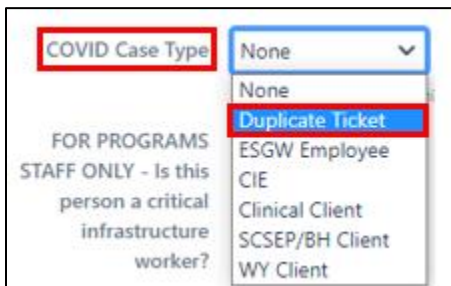 COVID Case Type
None
None
Duplicate Ticket
ESGW Employee
CIE
Clinical Client
SCSEP/BH Client
WY Client
FOR PROGRAMS
STAFF ONLY - Is this
person a critical
infrastructure
worker?